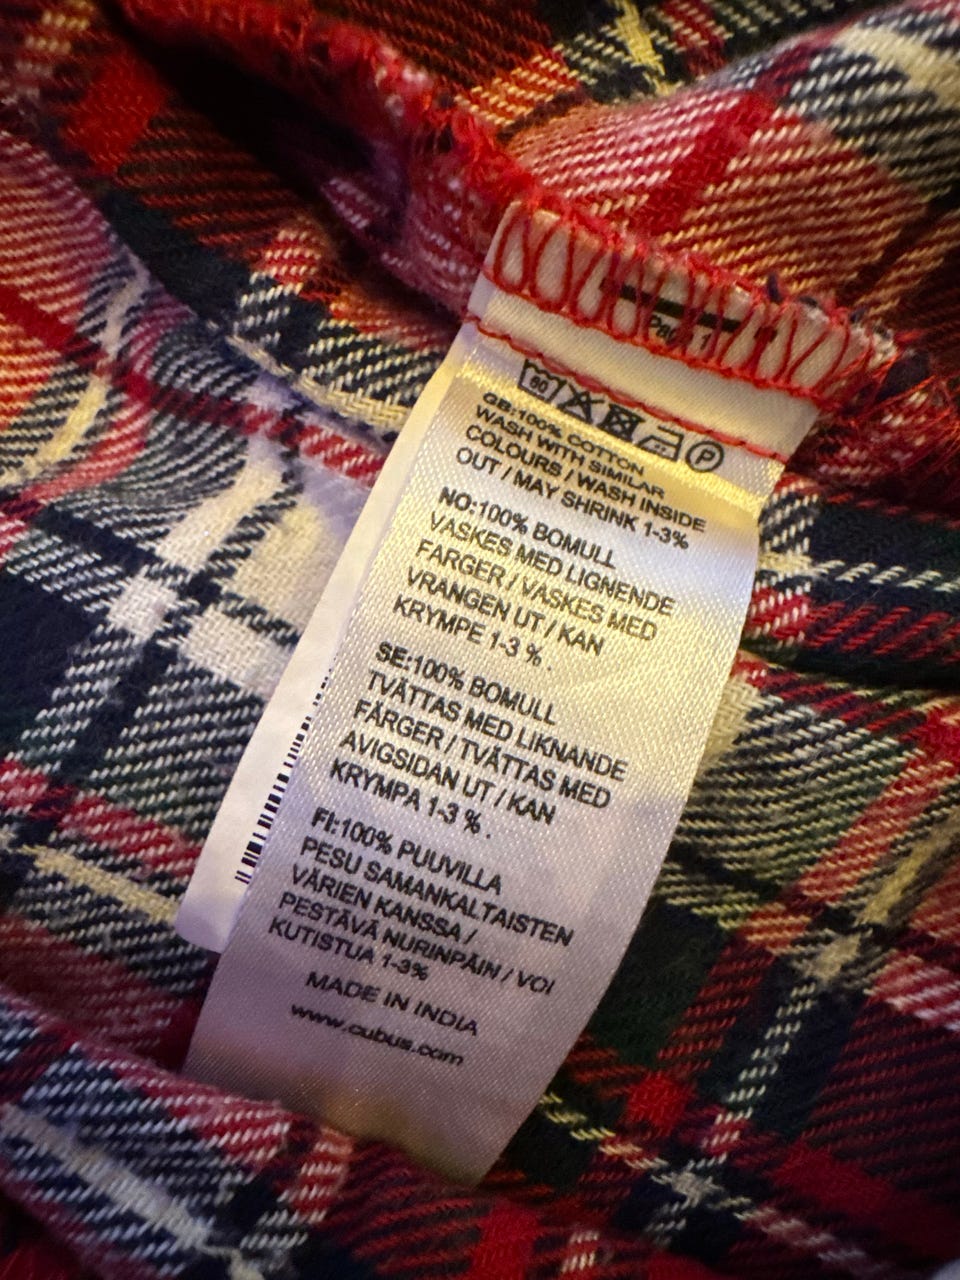 60
P
GB:100% COTTON
WASH WITH SIMILAR
COLOURS / WASH INSIDE
OUT / MAY SHRINK 1-3%
NO:100% BOMULL
VASKES MED LIGNENDE
FARGER / VASKES MED
VRANGEN UT / KAN
KRYMPE 1-3 % .
SE:100% BOMULL
TVÄTTAS MED LIKNANDE
FÄRGER / TVÄTTAS MED
AVIGSIDAN UT / KAN
KRYMPA 1-3 % .
FI:100% PUUVILLA
PESU SAMANKALTAISTEN
VÄRIEN KANSSA /
PESTÄVÄ NURINPÄIN / VOI
KUTISTUA 1-3%
MADE IN INDIA
www.cubus.com